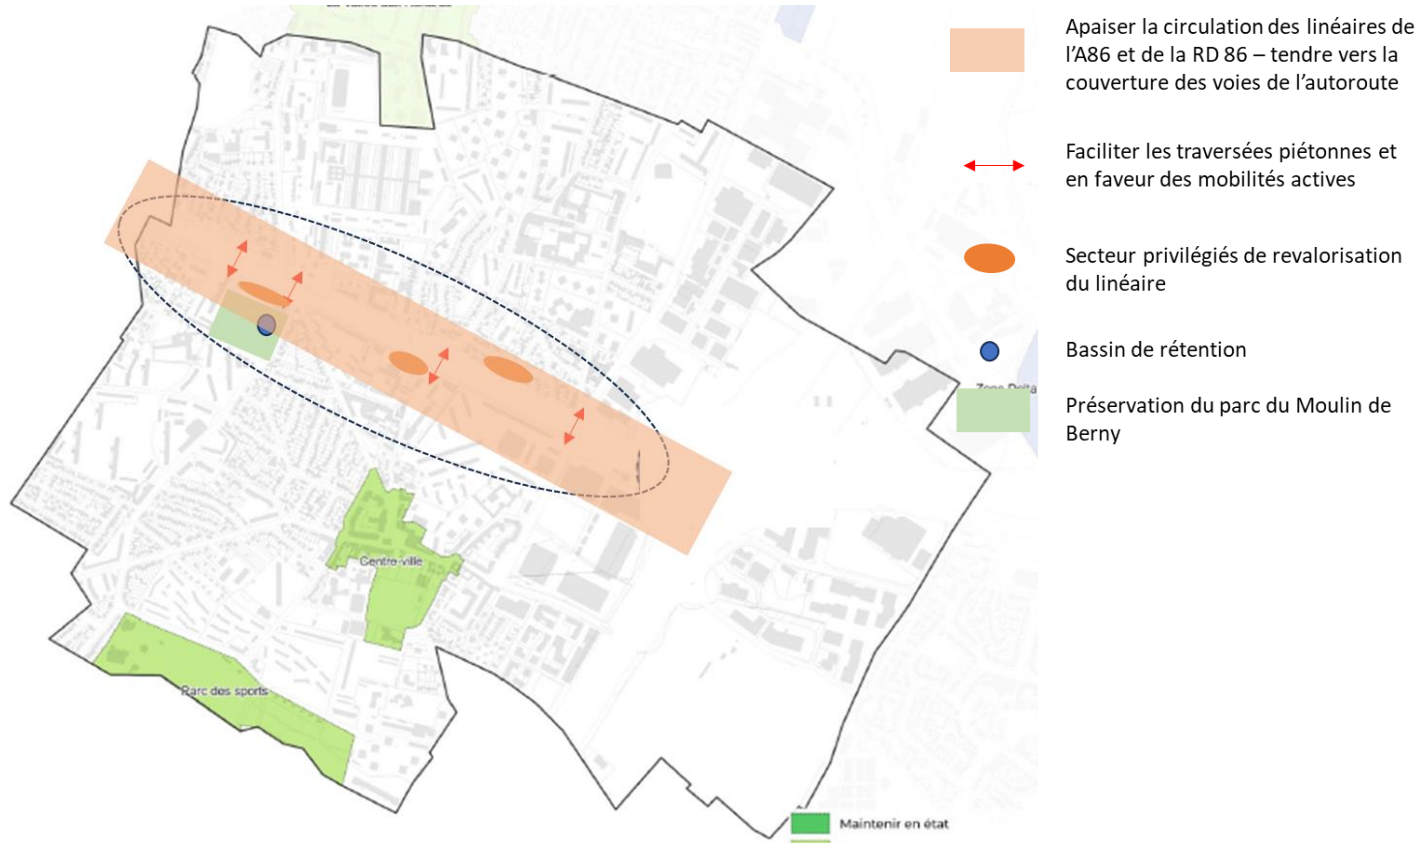 Apaiser la circulation des linéaires de
l'A86 et de la RD 86 – tendre vers la
couverture des voies de l'autoroute
Faciliter les traversées piétonnes et
en faveur des mobilités actives
Secteur privilégiés de revalorisation
du linéaire
Bassin de rétention
Zone Delta
Préservation du parc du Moulin de
Berny
Centre-ville
Parc des sports
Maintenir en état